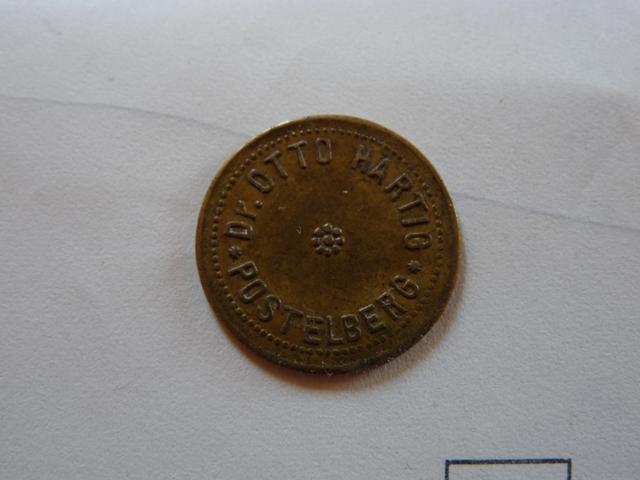 Dr. OTTO HARTIG
* POSTELBERG *